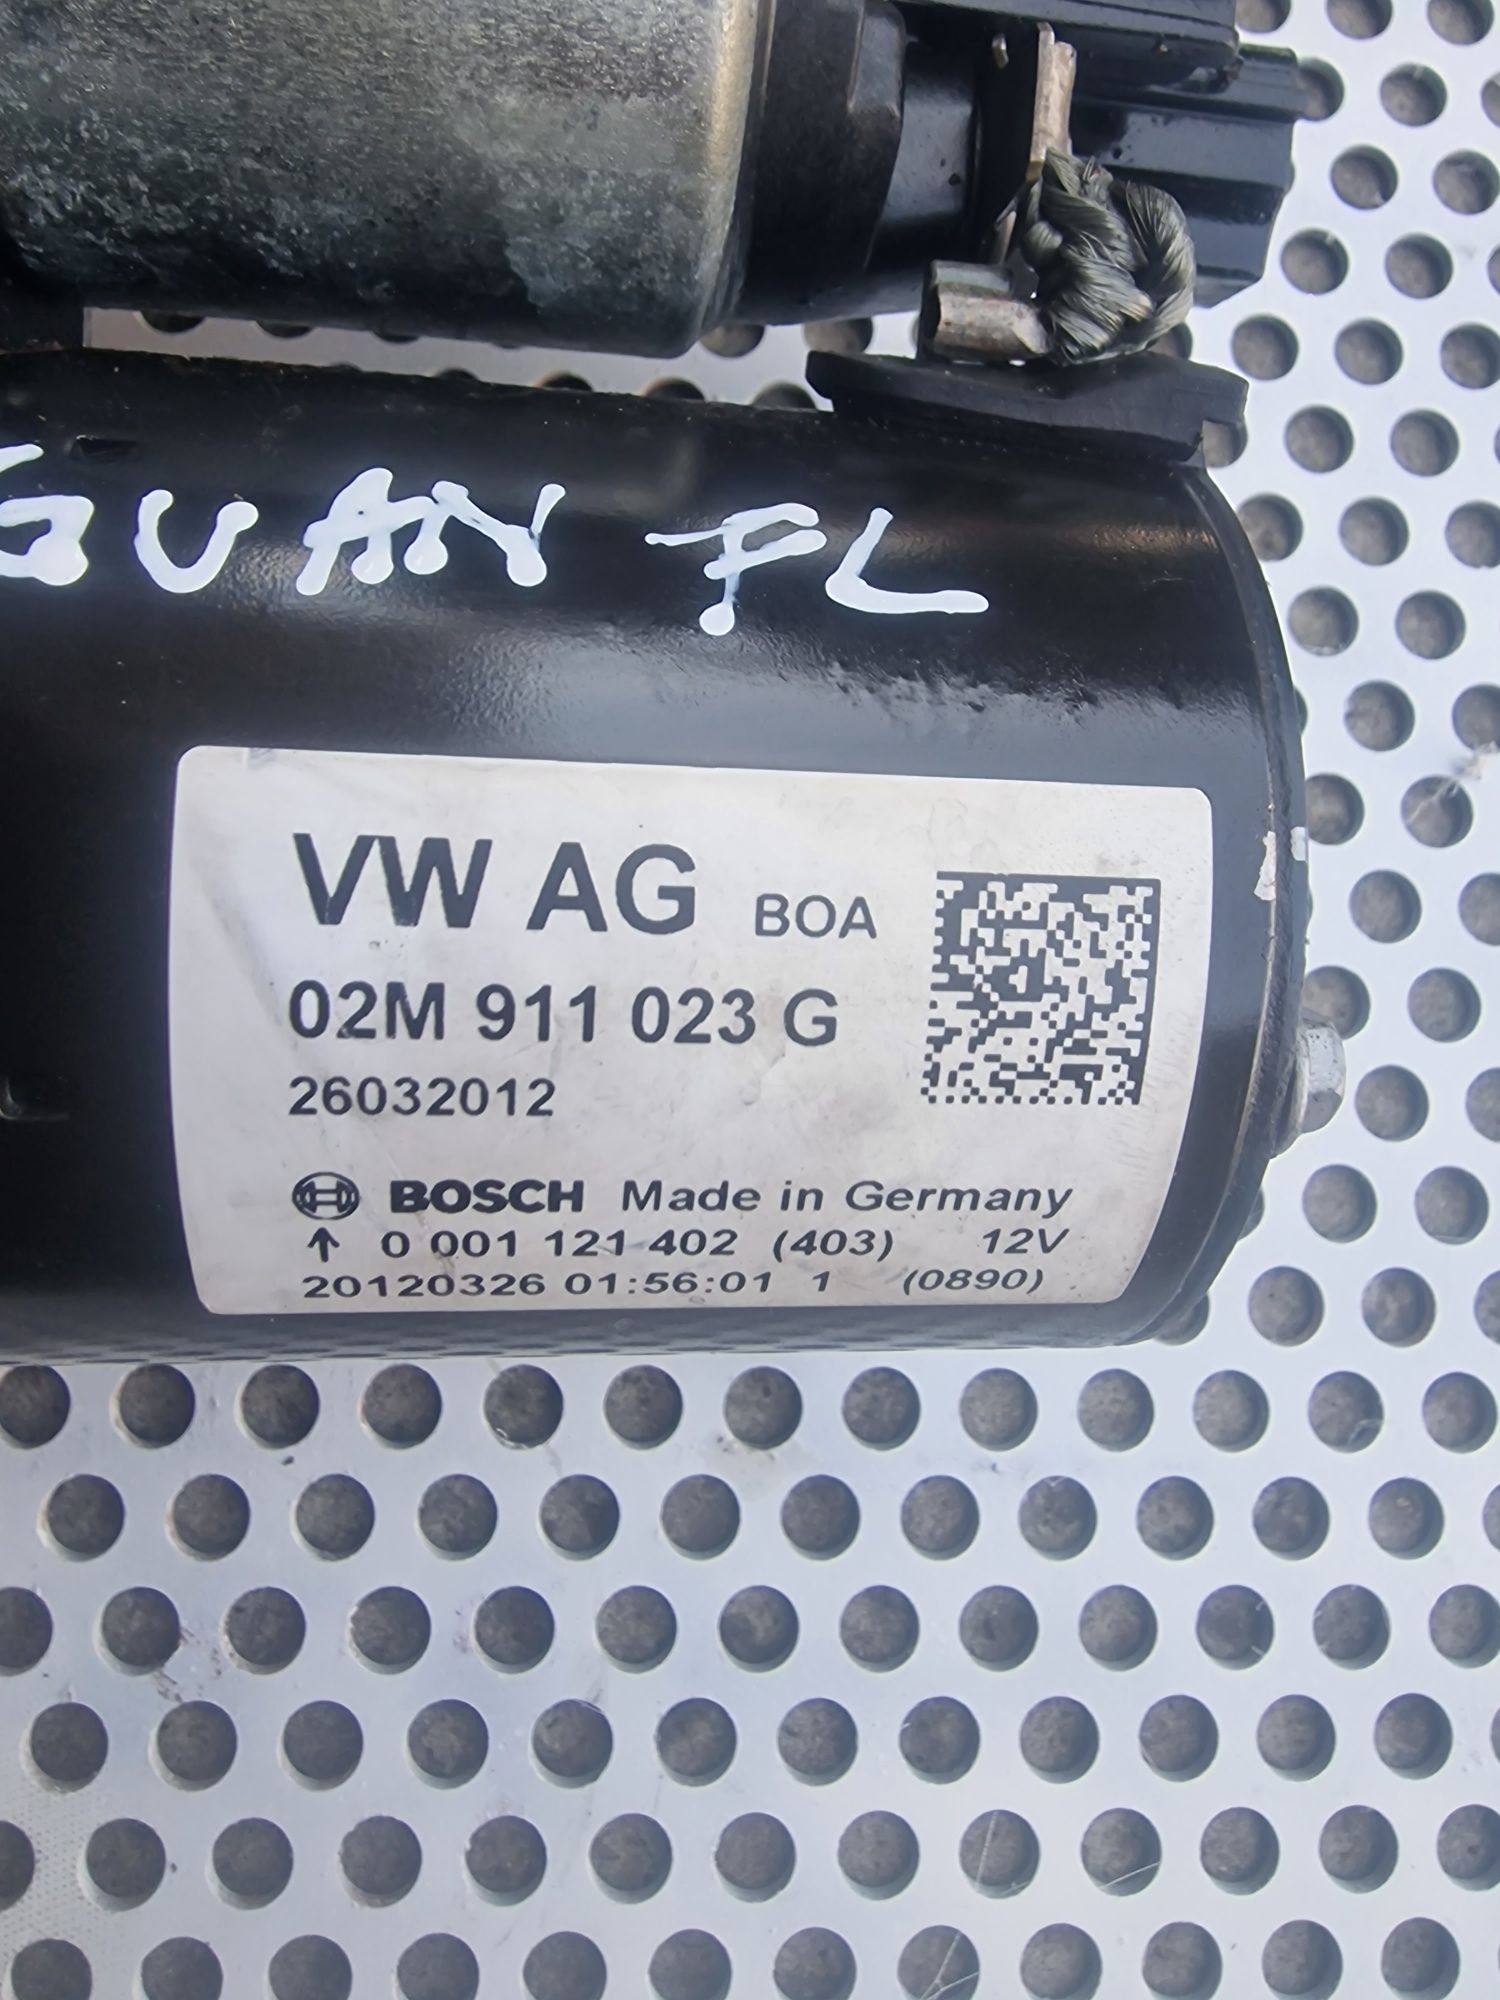 GUAN FL
VW AG BOA
02M 911 023 G
26032012
BOSCH Made in Germany
↑ 0 001 121 402 (403) 12V
20120326 01:56:01 1 (0890)